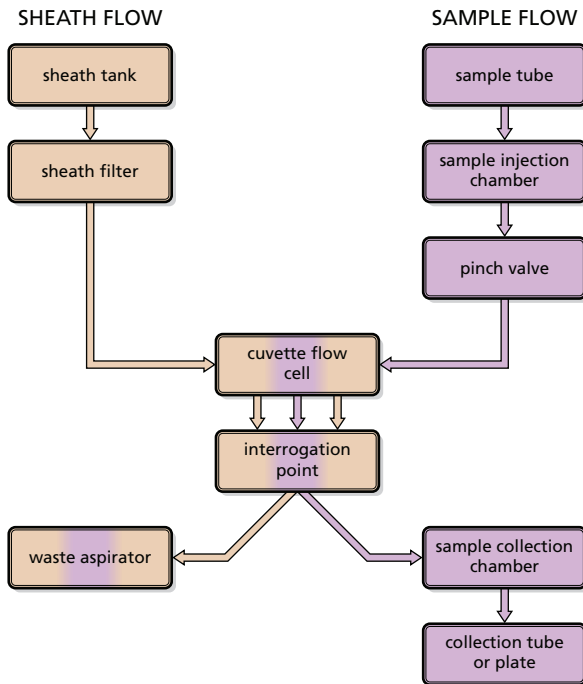 SHEATH FLOW
SAMPLE FLOW
sheath tank
sample tube
sheath filter
sample injection
chamber
pinch valve
cuvette flow
cell
interrogation
point
waste aspirator
sample collection
chamber
collection tube
or plate